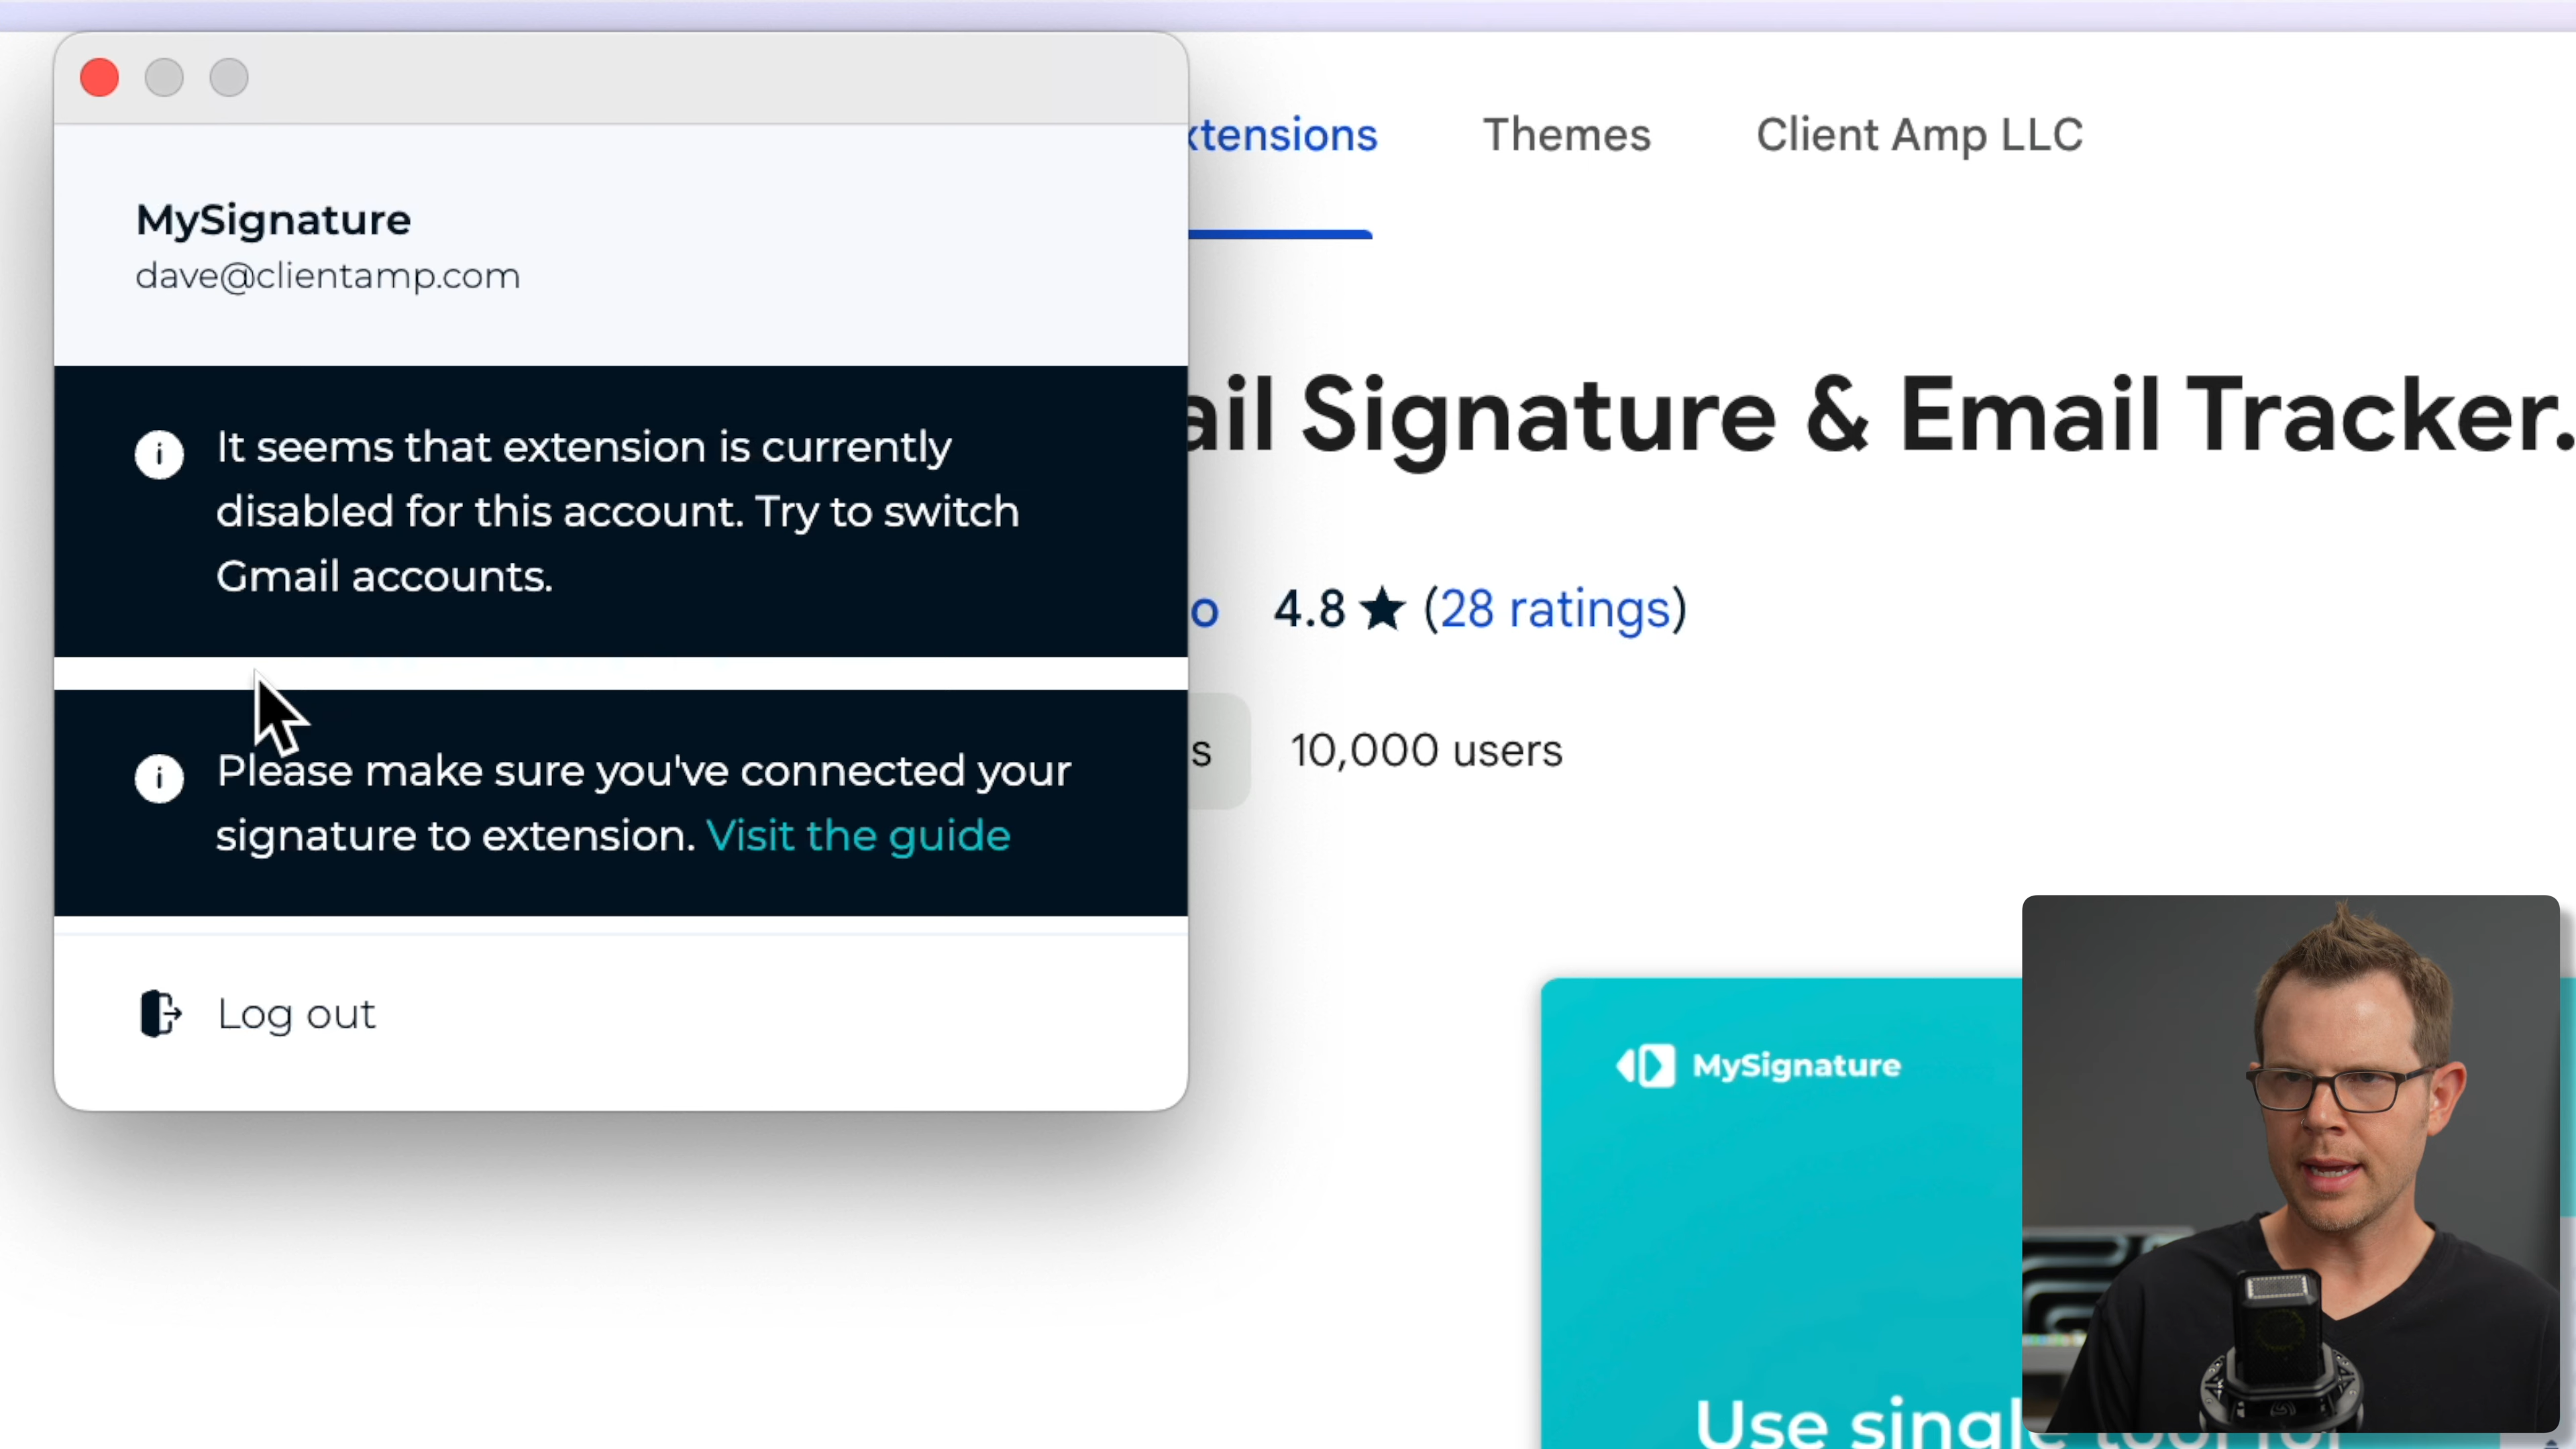 MySignature
dave@clientamp.com
It seems that extension is currently
disabled for this account. Try to switch
Gmail accounts.
Please make sure you've connected your
signature to extension. Visit the guide
Log out
xtensions Themes Client Amp LLC
ail Signature & Email Tracker.
o 4.8 ★ (28 ratings)
s 10,000 users
MySignature
Use singl